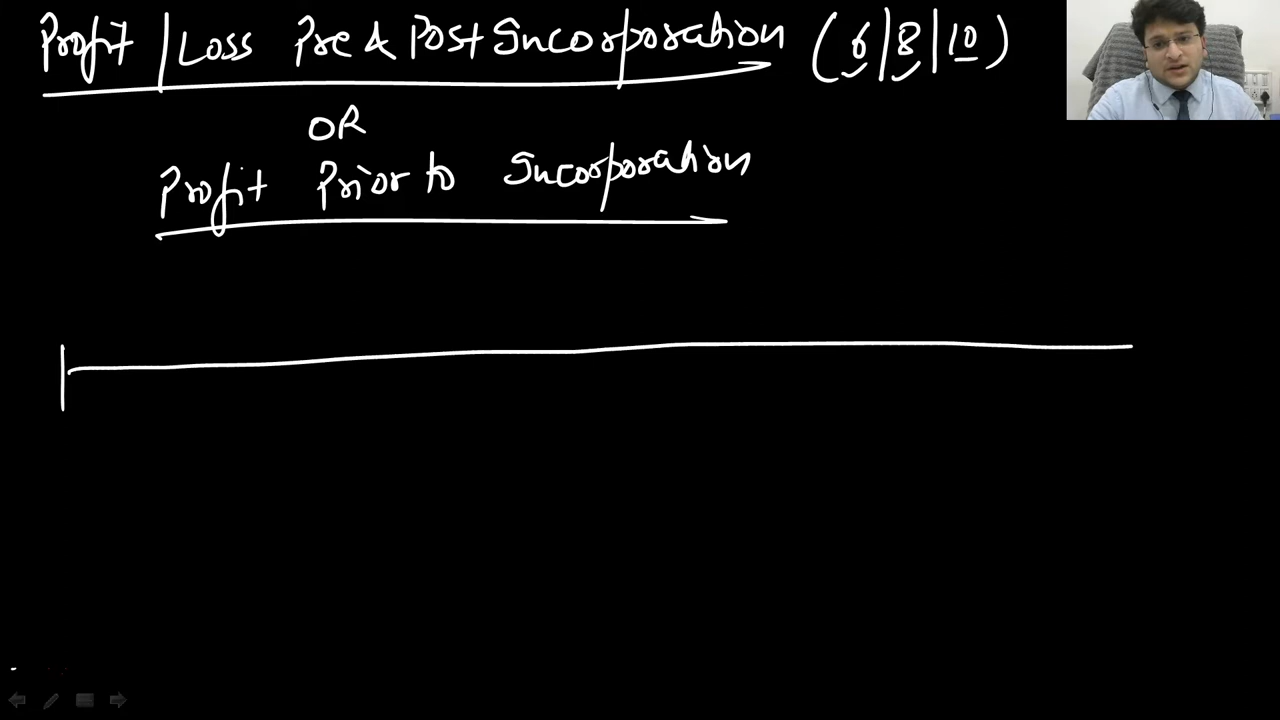 Profit | Loss Pre & Post Incorporation (6|8|10)
OR
Profit Prior to Incorporation